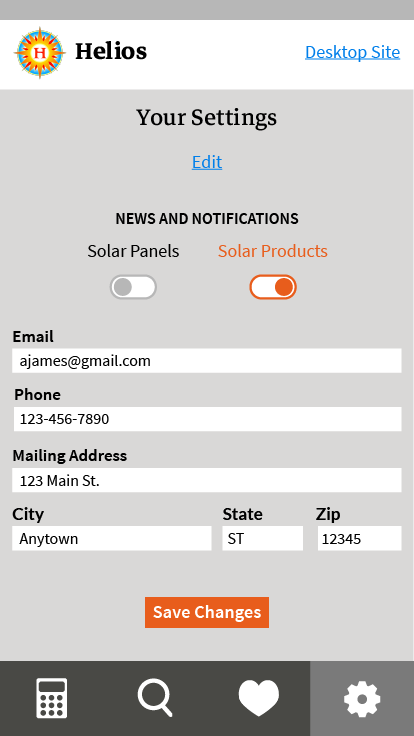 H
Helios
Desktop Site
Your Settings
Edit
NEWS AND NOTIFICATIONS
Solar Panels Solar Products
Email
ajames@gmail.com
Phone
123-456-7890
Mailing Address
123 Main St.
City State Zip
Anytown ST 12345
Save Changes